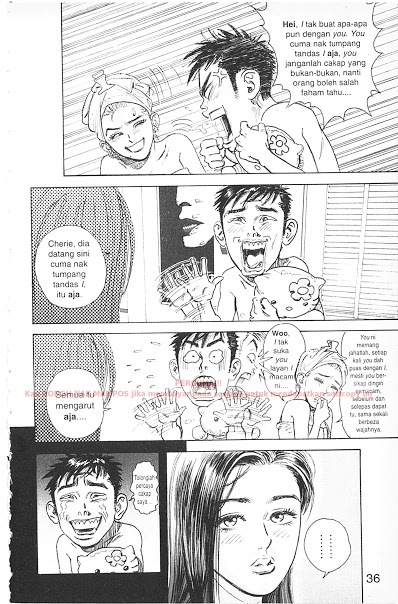 Hei, I tak buat apa-apa
pun dengan you. You
cuma nak tumpang
tandas I aja, you
janganlah cakap yang
bukan-bukan, nanti
orang boleh salah
faham tahu....
Cherie, dia
datang sini
cuma nak
tumpang
tandas I,
itu aja.
You ni
memang
jahatlah, setiap
kali you dah
puas dengan I,
mesti you ber-
sikap dingin
sebelum dan
selepas dapat
tu, sama sekali
berbeza
wajahnya.
Woo,
I tak
suka
you
layan I
macam
ni....
Semua tu
mengarut
aja....
Tolonglah
percaya
cakap
saya....
36